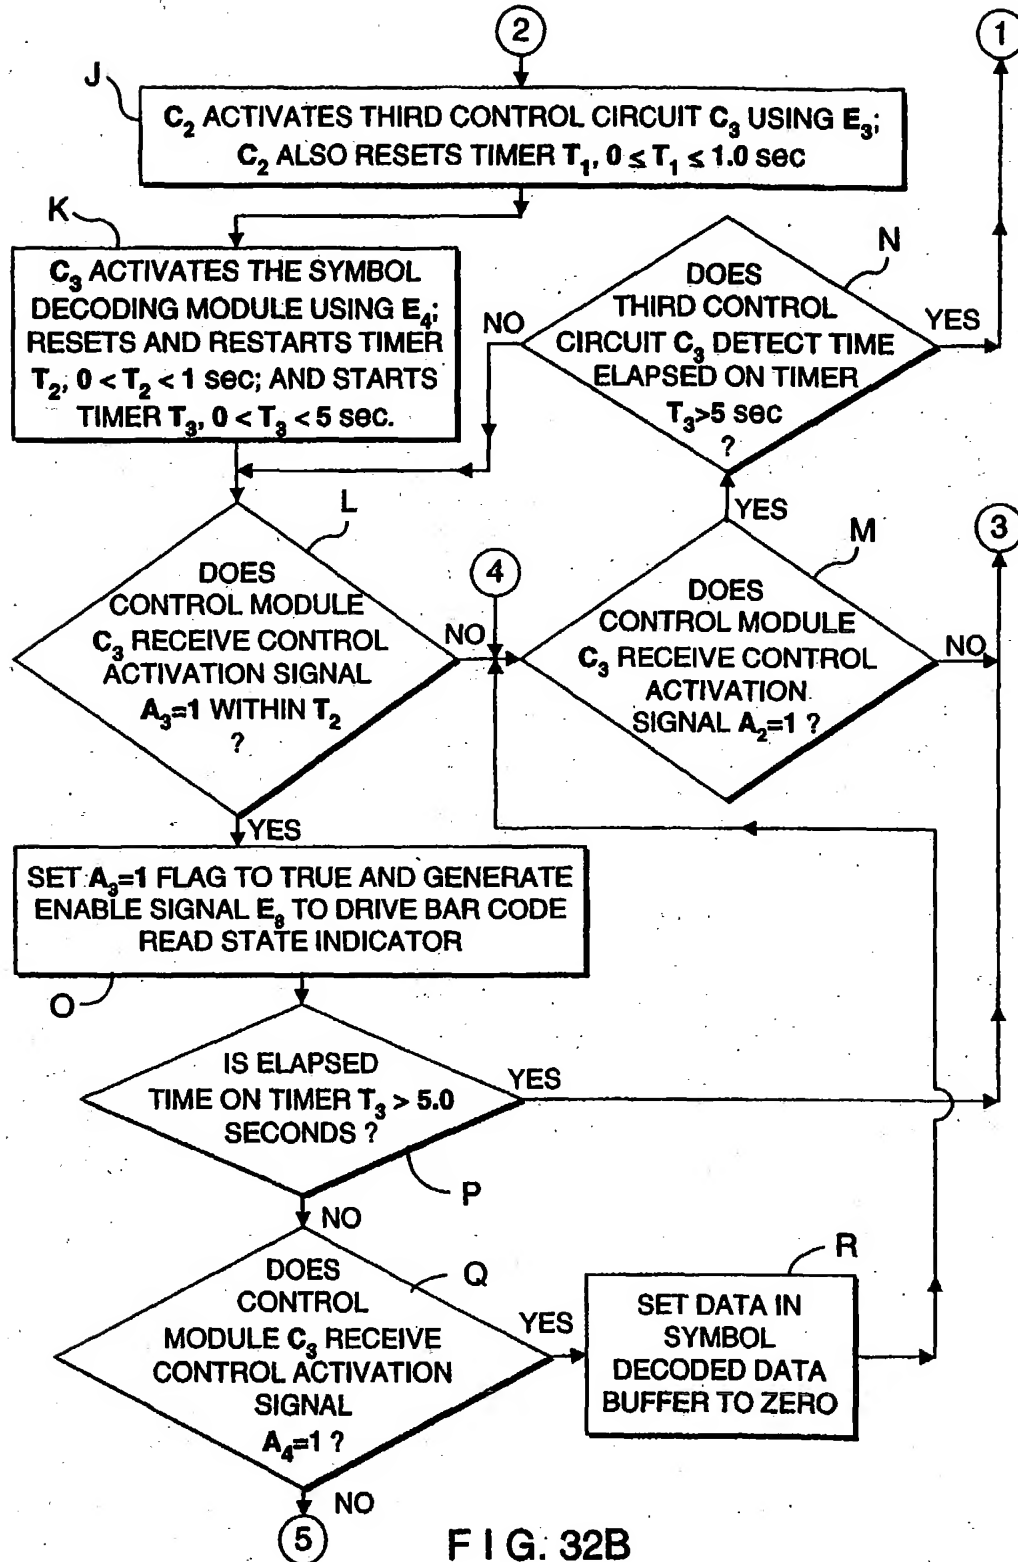 2
1
J
C₂ ACTIVATES THIRD CONTROL CIRCUIT C₃ USING E₃;
C₂ ALSO RESETS TIMER T₁, 0 ≤ T₁ ≤ 1.0 sec
K
C₃ ACTIVATES THE SYMBOL
DECODING MODULE USING E₄;
RESETS AND RESTARTS TIMER
T₂, 0 < T₂ < 1 sec; AND STARTS
TIMER T₃, 0 < T₃ < 5 sec.
N
DOES
THIRD CONTROL
CIRCUIT C₃ DETECT TIME
ELAPSED ON TIMER
T₃>5 sec
?
NO
YES
L
DOES
CONTROL MODULE
C₃ RECEIVE CONTROL
ACTIVATION SIGNAL
A₃=1 WITHIN T₂
?
NO
YES
4
YES
M
DOES
CONTROL MODULE
C₃ RECEIVE CONTROL
ACTIVATION
SIGNAL A₂=1 ?
NO
3
SET A₃=1 FLAG TO TRUE AND GENERATE
ENABLE SIGNAL E₈ TO DRIVE BAR CODE
READ STATE INDICATOR
O
IS ELAPSED
TIME ON TIMER T₃ > 5.0
SECONDS ?
YES
P
NO
Q
DOES
CONTROL
MODULE C₃ RECEIVE
CONTROL ACTIVATION
SIGNAL
A₄=1 ?
YES
R
SET DATA IN
SYMBOL
DECODED DATA
BUFFER TO ZERO
NO
5
FIG. 32B